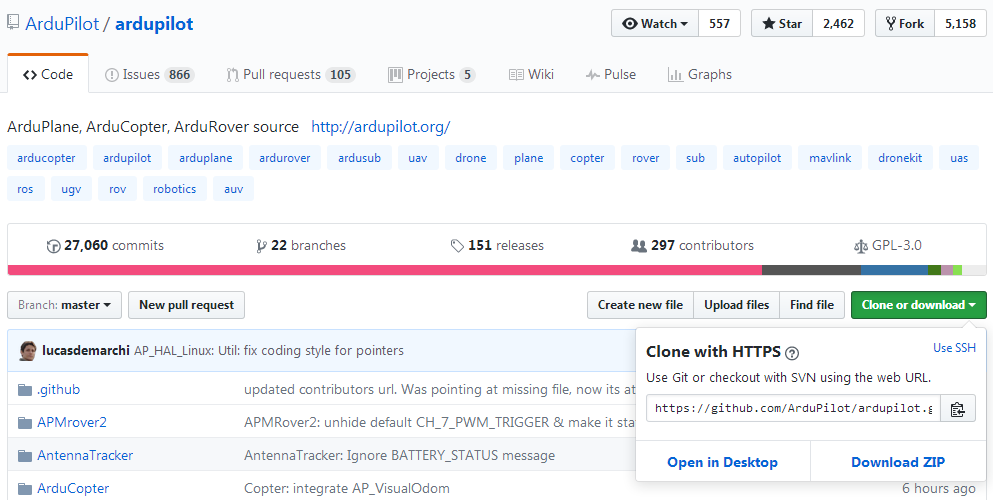 ArduPilot / ardupilot Watch 557 Star 2,462 Fork 5,158
Code Issues 866 Pull requests 105 Projects 5 Wiki Pulse Graphs
ArduPlane, ArduCopter, ArduRover source http://ardupilot.org/
arducopter ardupilot arduplane ardurover ardusub uav drone plane copter rover sub autopilot mavlink dronekit uas
ros ugv rov robotics auv
27,060 commits 22 branches 151 releases 297 contributors GPL-3.0
Branch: master New pull request Create new file Upload files Find file Clone or download
lucasdemarchi AP_HAL_Linux: Util: fix coding style for pointers
Clone with HTTPS Use SSH
Use Git or checkout with SVN using the web URL.
.github updated contributors url. Was pointing at missing file, now its at
https://github.com/ArduPilot/ardupilot.g
APMrover2 APMRover2: unhide default CH_7_PWM_TRIGGER & make it sta
AntennaTracker AntennaTracker: Ignore BATTERY_STATUS message
Open in Desktop Download ZIP
ArduCopter Copter: integrate AP_VisualOdom 6 hours ago